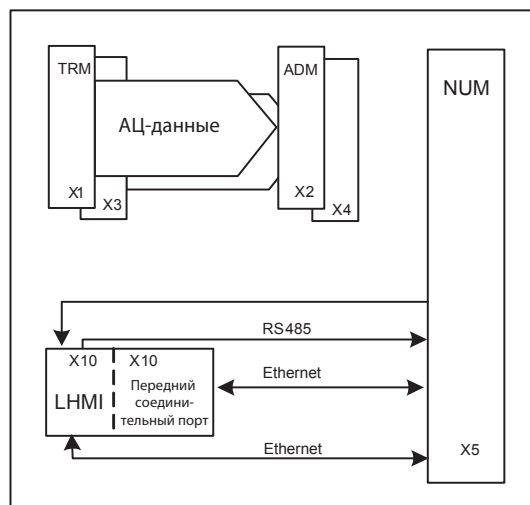 TRM
ADM
NUM
АЦ-данные
X1
X3
X2
X4
RS485
X10
X10
LHMI
Передний
соедини-
тельный порт
Ethernet
Ethernet
X5